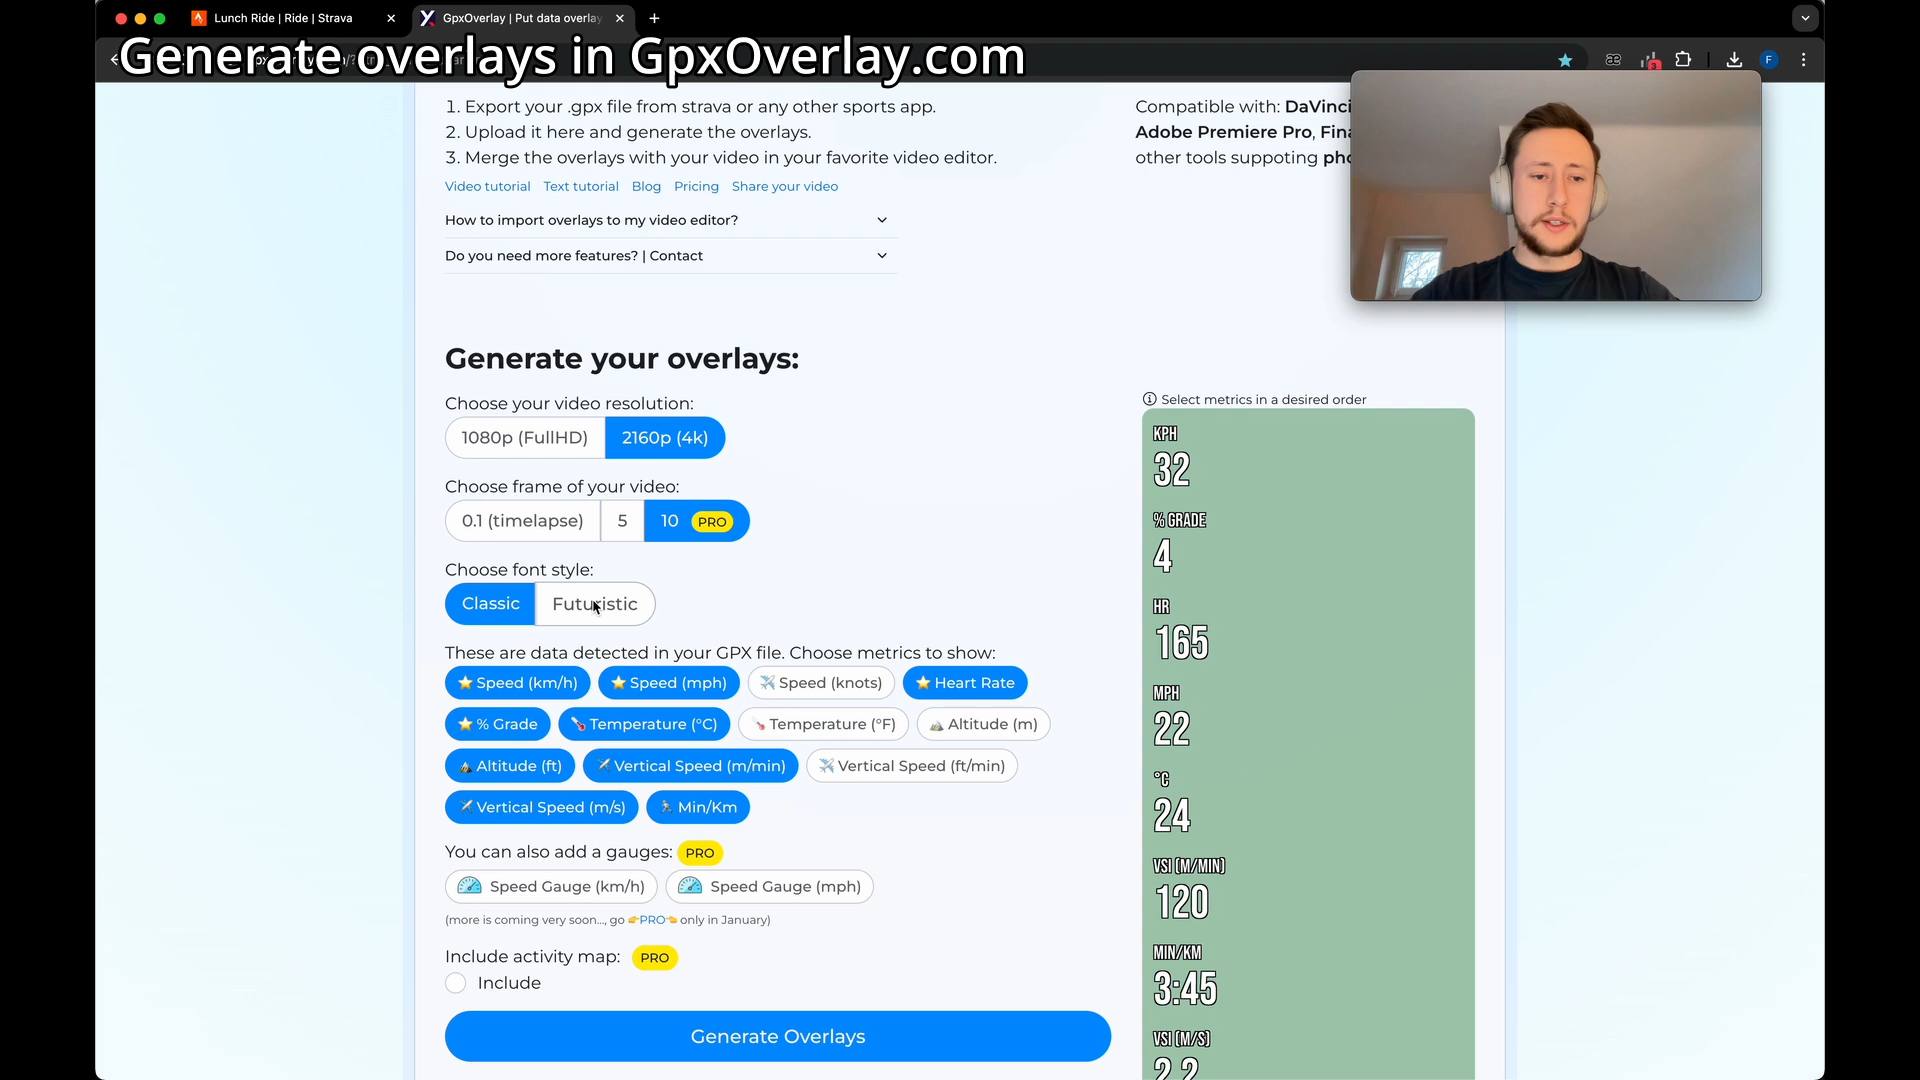 Lunch Ride | Ride | Strava
GpxOverlay | Put data overlay
Generate overlays in GpxOverlay.com
1. Export your .gpx file from strava or any other sports app.
2. Upload it here and generate the overlays.
3. Merge the overlays with your video in your favorite video editor.
Compatible with: DaVinci
Adobe Premiere Pro, Fina
other tools suppoting pho
Video tutorial Text tutorial Blog Pricing Share your video
How to import overlays to my video editor?
Do you need more features? | Contact
Generate your overlays:
Choose your video resolution:
1080p (FullHD) 2160p (4k)
Choose frame of your video:
0.1 (timelapse) 5 10 PRO
Choose font style:
Classic Futuristic
These are data detected in your GPX file. Choose metrics to show:
Speed (km/h) Speed (mph) Speed (knots) Heart Rate
% Grade Temperature (°C) Temperature (°F) Altitude (m)
Altitude (ft) Vertical Speed (m/min) Vertical Speed (ft/min)
Vertical Speed (m/s) Min/Km
You can also add a gauges: PRO
Speed Gauge (km/h) Speed Gauge (mph)
(more is coming very soon..., go 👉PRO👈 only in January)
Include activity map: PRO
Include
Generate Overlays
Select metrics in a desired order
KPH
32
% GRADE
4
HR
165
MPH
22
°C
24
VSI (M/MIN)
120
MIN/KM
3:45
VSI (M/S)
2.2
F
3